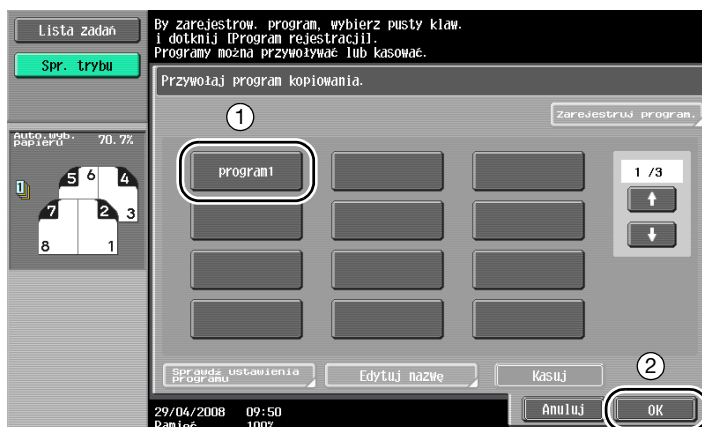 Lista zadań
Spr. trybu
By zarejestrow. program, wybierz pusty klaw.
i dotknij [Program rejestracji].
Programy można przywoływać lub kasować.
Przywołaj program kopiowania.
1
Zarejestruj program.
Auto.wyb.
papieru
70.7%
1
5 6 4
7 2 3
8 1
program1
1 /3
Sprawdź ustawienia
programu
Edytuj nazwę
Kasuj
2
Anuluj
OK
29/04/2008 09:50
Pamięć 100%